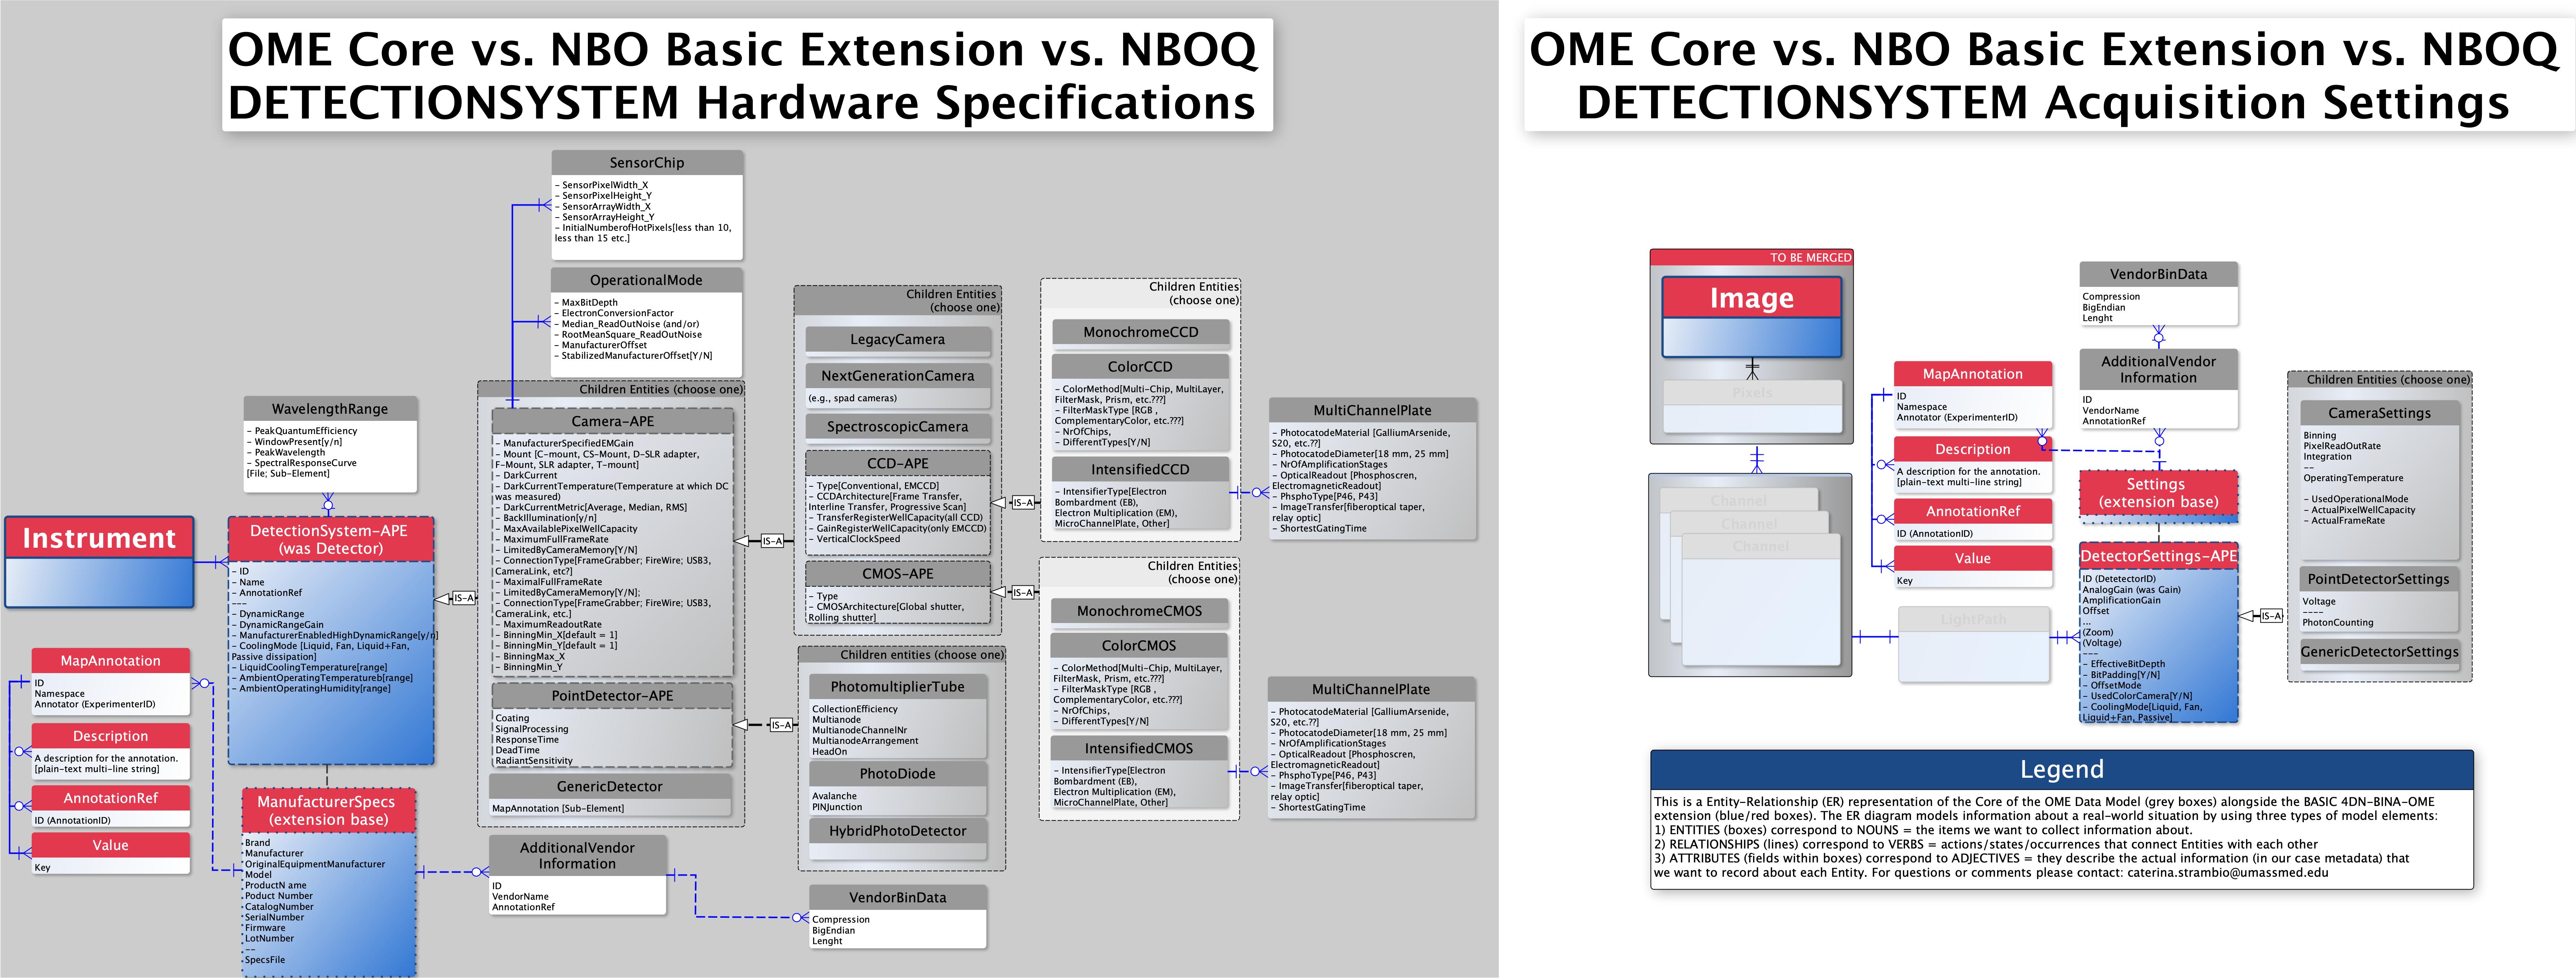 OME Core vs. NBO Basic Extension vs. NBOQ
DETECTIONSYSTEM Hardware Specifications
SensorChip
- SensorPixelWidth_X
- SensorPixelHeight_Y
- SensorArrayWidth_X
- SensorArrayHeight_Y
- InitialNumberofHotPixels[less than 10,
less than 15 etc.]
OperationalMode
- MaxBitDepth
- ElectronConversionFactor
- Median_ReadOutNoise (and/or)
- RootMeanSquare_ReadOutNoise
- ManufacturerOffset
- StabilizedManufacturerOffset[Y/N]
WavelengthRange
- PeakQuantumEfficiency
- WindowPresent[y/n]
- PeakWavelength
- SpectralResponseCurve
[File; Sub-Element]
Instrument
DetectionSystem-APE
(was Detector)
- ID
- Name
- AnnotationRef
---
- DynamicRange
- DynamicRangeGain
- ManufacturerEnabledHighDynamicRange[y/n]
- CoolingMode [Liquid, Fan, Liquid+Fan,
Passive dissipation]
- LiquidCoolingTemperature[range]
- AmbientOperatingTemperatureb[range]
- AmbientOperatingHumidity[range]
MapAnnotation
ID
Namespace
Annotator (ExperimenterID)
Description
A description for the annotation.
[plain-text multi-line string]
AnnotationRef
ID (AnnotationID)
Value
Key
ManufacturerSpecs
(extension base)
Brand
Manufacturer
OriginalEquipmentManufacturer
Model
ProductN ame
Poduct Number
CatalogNumber
SerialNumber
Firmware
LotNumber
--
SpecsFile
Children Entities (choose one)
Camera-APE
- ManufacturerSpecifiedEMGain
- Mount [C-mount, CS-Mount, D-SLR adapter,
F-Mount, SLR adapter, T-mount]
- DarkCurrent
- DarkCurrentTemperature(Temperature at which DC
was measured)
- DarkCurrentMetric[Average, Median, RMS]
- BackIllumination[y/n]
- MaxAvailablePixelWellCapacity
- MaximumFullFrameRate
- LimitedByCameraMemory[Y/N]
- ConnectionType[FrameGrabber; FireWire; USB3,
CameraLink, etc?]
- MaximalFullFrameRate
- LimitedByCameraMemory[Y/N];
- ConnectionType[FrameGrabber; FireWire; USB3,
CameraLink, etc.]
- MaximumReadoutRate
- BinningMin_X[default = 1]
- BinningMin_Y[default = 1]
- BinningMax_X
- BinningMin_Y
PointDetector-APE
Coating
SignalProcessing
ResponseTime
DeadTime
RadiantSensitivity
GenericDetector
MapAnnotation [Sub-Element]
IS-A
AdditionalVendor
Information
ID
VendorName
AnnotationRef
VendorBinData
Compression
BigEndian
Lenght
Children Entities
(choose one)
LegacyCamera
NextGenerationCamera
(e.g., spad cameras)
SpectroscopicCamera
CCD-APE
- Type[Conventional, EMCCD]
- CCDArchitecture[Frame Transfer,
Interline Transfer, Progressive Scan]
- TransferRegisterWellCapacity(all CCD)
- GainRegisterWellCapacity(only EMCCD)
- VerticalClockSpeed
CMOS-APE
- Type
- CMOSArchitecture[Global shutter,
Rolling shutter]
IS-A
Children entities (choose one)
PhotomultiplierTube
CollectionEfficiency
Multianode
MultianodeChannelNr
MultianodeArrangement
HeadOn
PhotoDiode
Avalanche
PINJunction
HybridPhotoDetector
IS-A
Children Entities
(choose one)
MonochromeCCD
ColorCCD
- ColorMethod[Multi-Chip, MultiLayer,
FilterMask, Prism, etc.???]
- FilterMaskType [RGB ,
ComplementaryColor, etc.???]
- NrOfChips,
- DifferentTypes[Y/N]
IntensifiedCCD
- IntensifierType[Electron
Bombardment (EB),
Electron Multiplication (EM),
MicroChannelPlate, Other]
IS-A
MultiChannelPlate
- PhotocatodeMaterial [GalliumArsenide,
S20, etc.??]
- PhotocatodeDiameter[18 mm, 25 mm]
- NrOfAmplificationStages
- OpticalReadout [Phosphoscren,
ElectromagneticReadout]
- PhsphoType[P46, P43]
- ImageTransfer[fiberoptical taper,
relay optic]
- ShortestGatingTime
Children Entities
(choose one)
MonochromeCMOS
ColorCMOS
- ColorMethod[Multi-Chip, MultiLayer,
FilterMask, Prism, etc.???]
- FilterMaskType [RGB ,
ComplementaryColor, etc.???]
- NrOfChips,
- DifferentTypes[Y/N]
IntensifiedCMOS
- IntensifierType[Electron
Bombardment (EB),
Electron Multiplication (EM),
MicroChannelPlate, Other]
IS-A
MultiChannelPlate
- PhotocatodeMaterial [GalliumArsenide,
S20, etc.??]
- PhotocatodeDiameter[18 mm, 25 mm]
- NrOfAmplificationStages
- OpticalReadout [Phosphoscren,
ElectromagneticReadout]
- PhsphoType[P46, P43]
- ImageTransfer[fiberoptical taper,
relay optic]
- ShortestGatingTime
OME Core vs. NBO Basic Extension vs. NBOQ
DETECTIONSYSTEM Acquisition Settings
TO BE MERGED
Image
Pixels
Channel
Channel
Channel
MapAnnotation
ID
Namespace
Annotator (ExperimenterID)
Description
A description for the annotation.
[plain-text multi-line string]
AnnotationRef
ID (AnnotationID)
Value
Key
LightPath
VendorBinData
Compression
BigEndian
Lenght
AdditionalVendor
Information
ID
VendorName
AnnotationRef
Settings
(extension base)
DetectorSettings-APE
ID (DetetectorID)
AnalogGain (was Gain)
AmplificationGain
Offset
...
(Zoom)
(Voltage)
---
- EffectiveBitDepth
- BitPadding[Y/N]
- OffsetMode
- UsedColorCamera[Y/N]
- CoolingMode[Liquid, Fan,
Liquid+Fan, Passive]
IS-A
Children Entities (choose one)
CameraSettings
Binning
PixelReadOutRate
Integration
--
OperatingTemperature
- UsedOperationalMode
- ActualPixelWellCapacity
- ActualFrameRate
PointDetectorSettings
Voltage
----
PhotonCounting
GenericDetectorSettings
Legend
This is a Entity-Relationship (ER) representation of the Core of the OME Data Model (grey boxes) alongside the BASIC 4DN-BINA-OME
extension (blue/red boxes). The ER diagram models information about a real-world situation by using three types of model elements:
1) ENTITIES (boxes) correspond to NOUNS = the items we want to collect information about.
2) RELATIONSHIPS (lines) correspond to VERBS = actions/states/occurrences that connect Entities with each other
3) ATTRIBUTES (fields within boxes) correspond to ADJECTIVES = they describe the actual information (in our case metadata) that
we want to record about each Entity. For questions or comments please contact: caterina.strambio@umassmed.edu